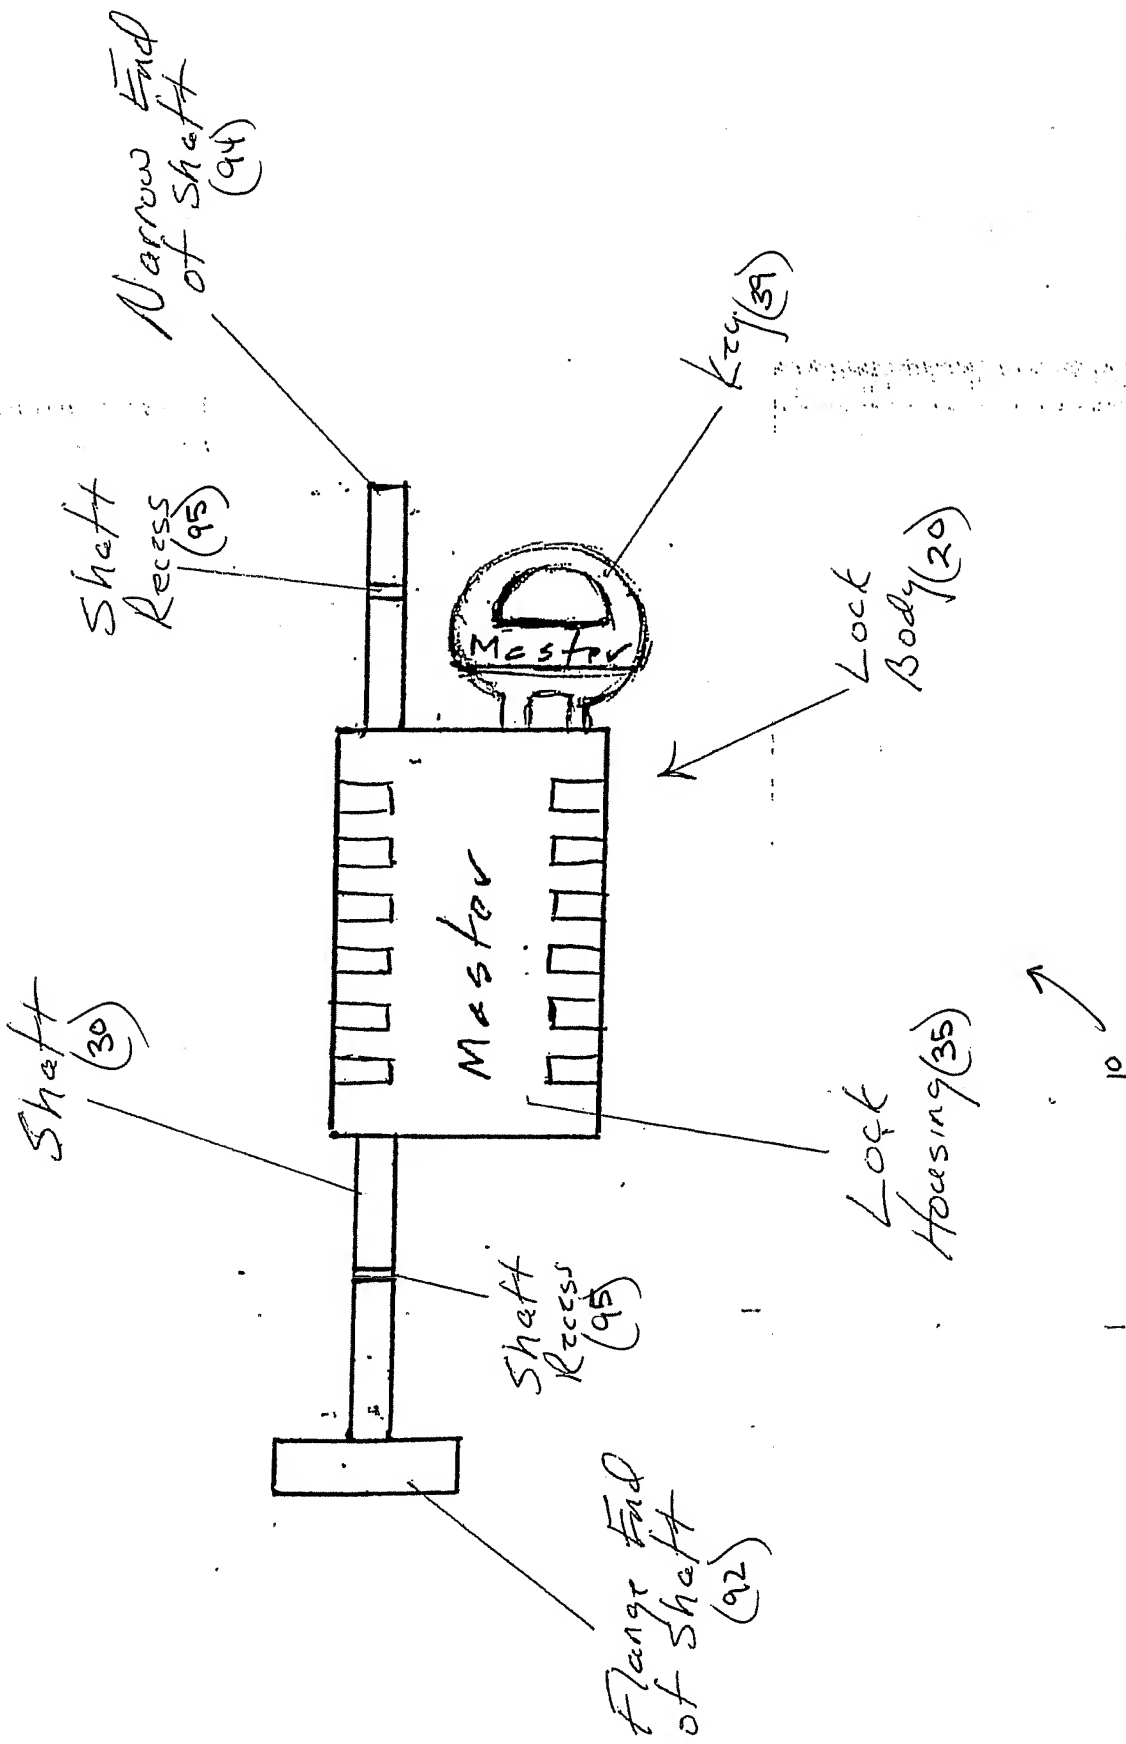 Shaft
(30)
Shaft
Recess
(95)
Narrow End
of Shaft
(94)
Master
Master
Key(39)
Flange End
of Shaft
(92)
Shaft
Recess
(95)
Lock
Housing(35)
Lock
Body(20)
10